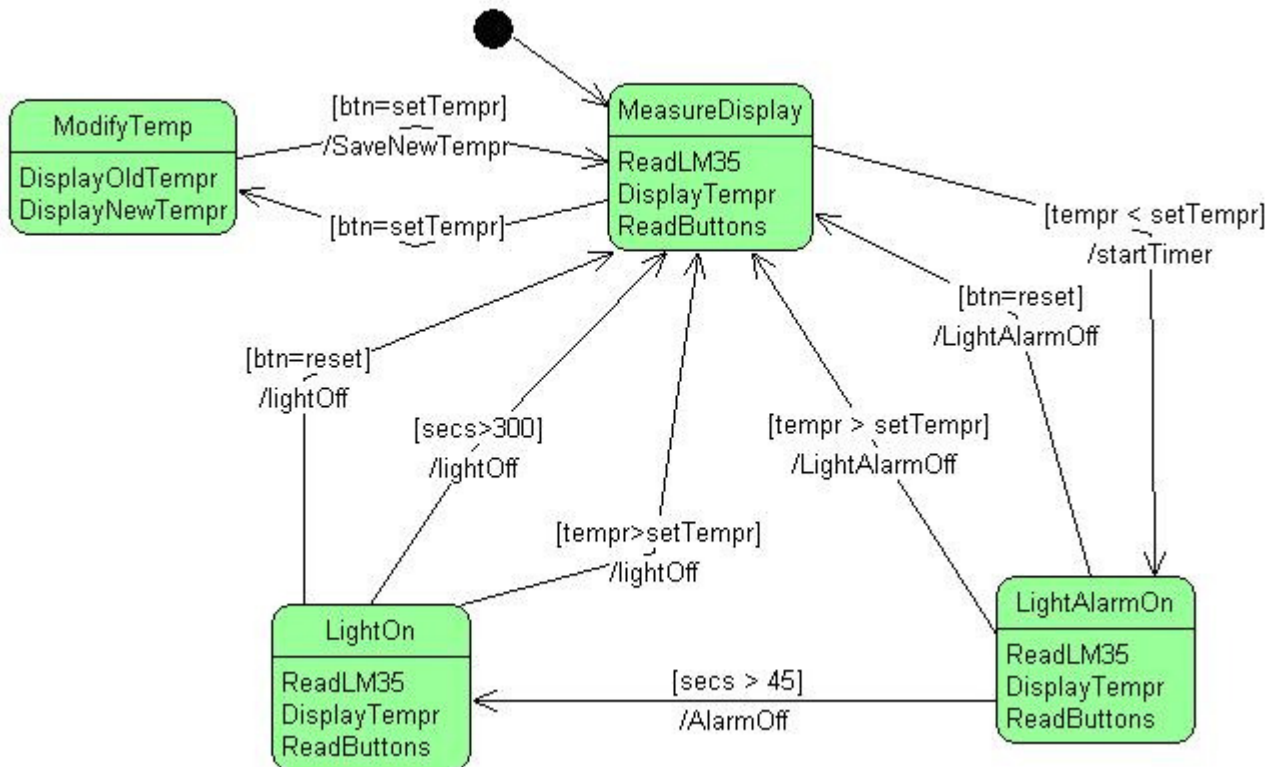 ModifyTemp
DisplayOldTempr
DisplayNewTempr
[btn=setTempr]
/SaveNewTempr
[btn=setTempr]
MeasureDisplay
ReadLM35
DisplayTempr
ReadButtons
[tempr < setTempr]
/startTimer
[btn=reset]
/LightAlarmOff
[btn=reset]
/lightOff
[secs>300]
/lightOff
[tempr > setTempr]
/LightAlarmOff
[tempr>setTempr]
/lightOff
LightOn
ReadLM35
DisplayTempr
ReadButtons
[secs > 45]
/AlarmOff
LightAlarmOn
ReadLM35
DisplayTempr
ReadButtons